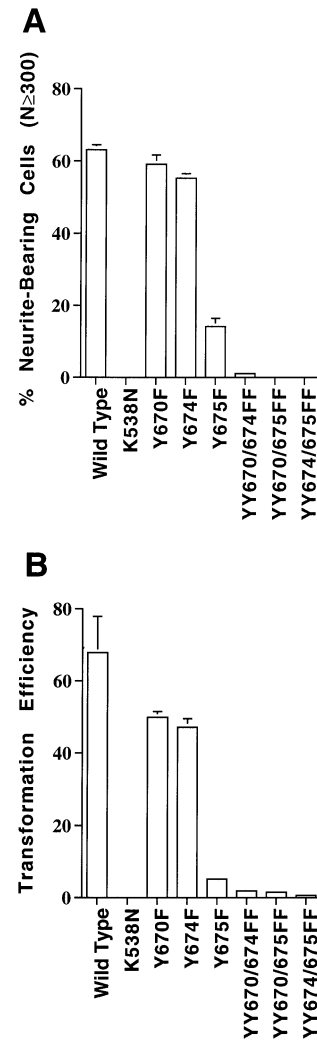 A
% Neurite-Bearing Cells (N≥300)
80
60
40
20
0
Wild Type
K538N
Y670F
Y674F
Y675F
YY670/674FF
YY670/675FF
YY674/675FF
B
Transformation Efficiency
80
60
40
20
0
Wild Type
K538N
Y670F
Y674F
Y675F
YY670/674FF
YY670/675FF
YY674/675FF